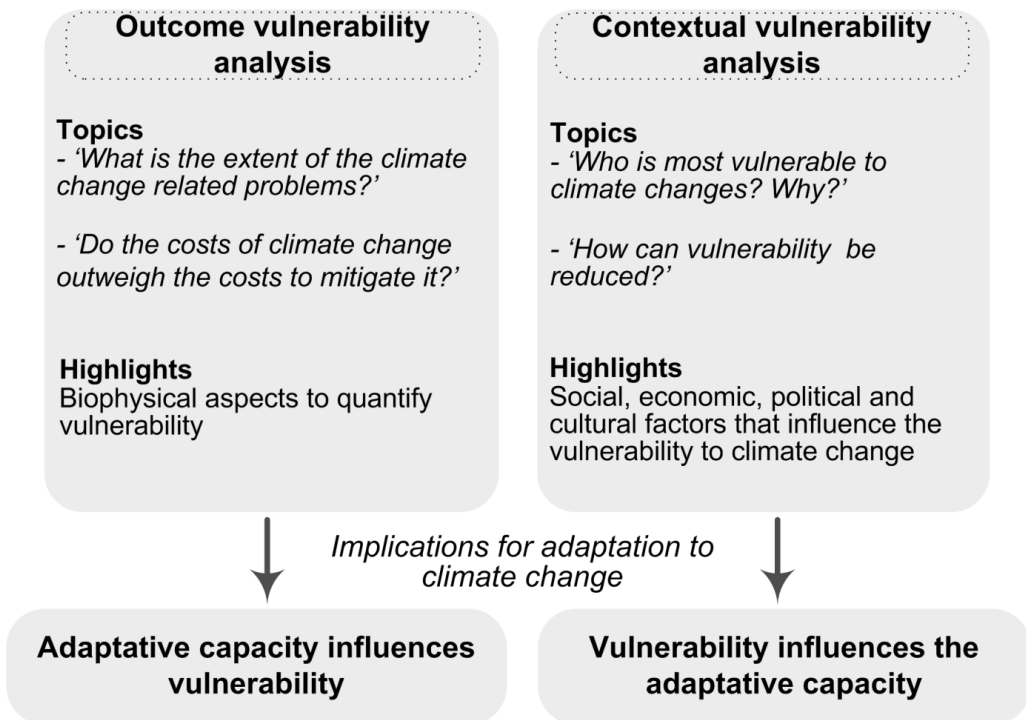 Outcome vulnerability
analysis
Topics
- ‘What is the extent of the climate
change related problems?’
- ‘Do the costs of climate change
outweigh the costs to mitigate it?’
Highlights
Biophysical aspects to quantify
vulnerability
Contextual vulnerability
analysis
Topics
- ‘Who is most vulnerable to
climate changes? Why?’
- ‘How can vulnerability  be
reduced?’
Highlights
Social, economic, political and
cultural factors that influence the
vulnerability to climate change
Implications for adaptation to
climate change
Adaptative capacity influences
vulnerability
Vulnerability influences the
adaptative capacity